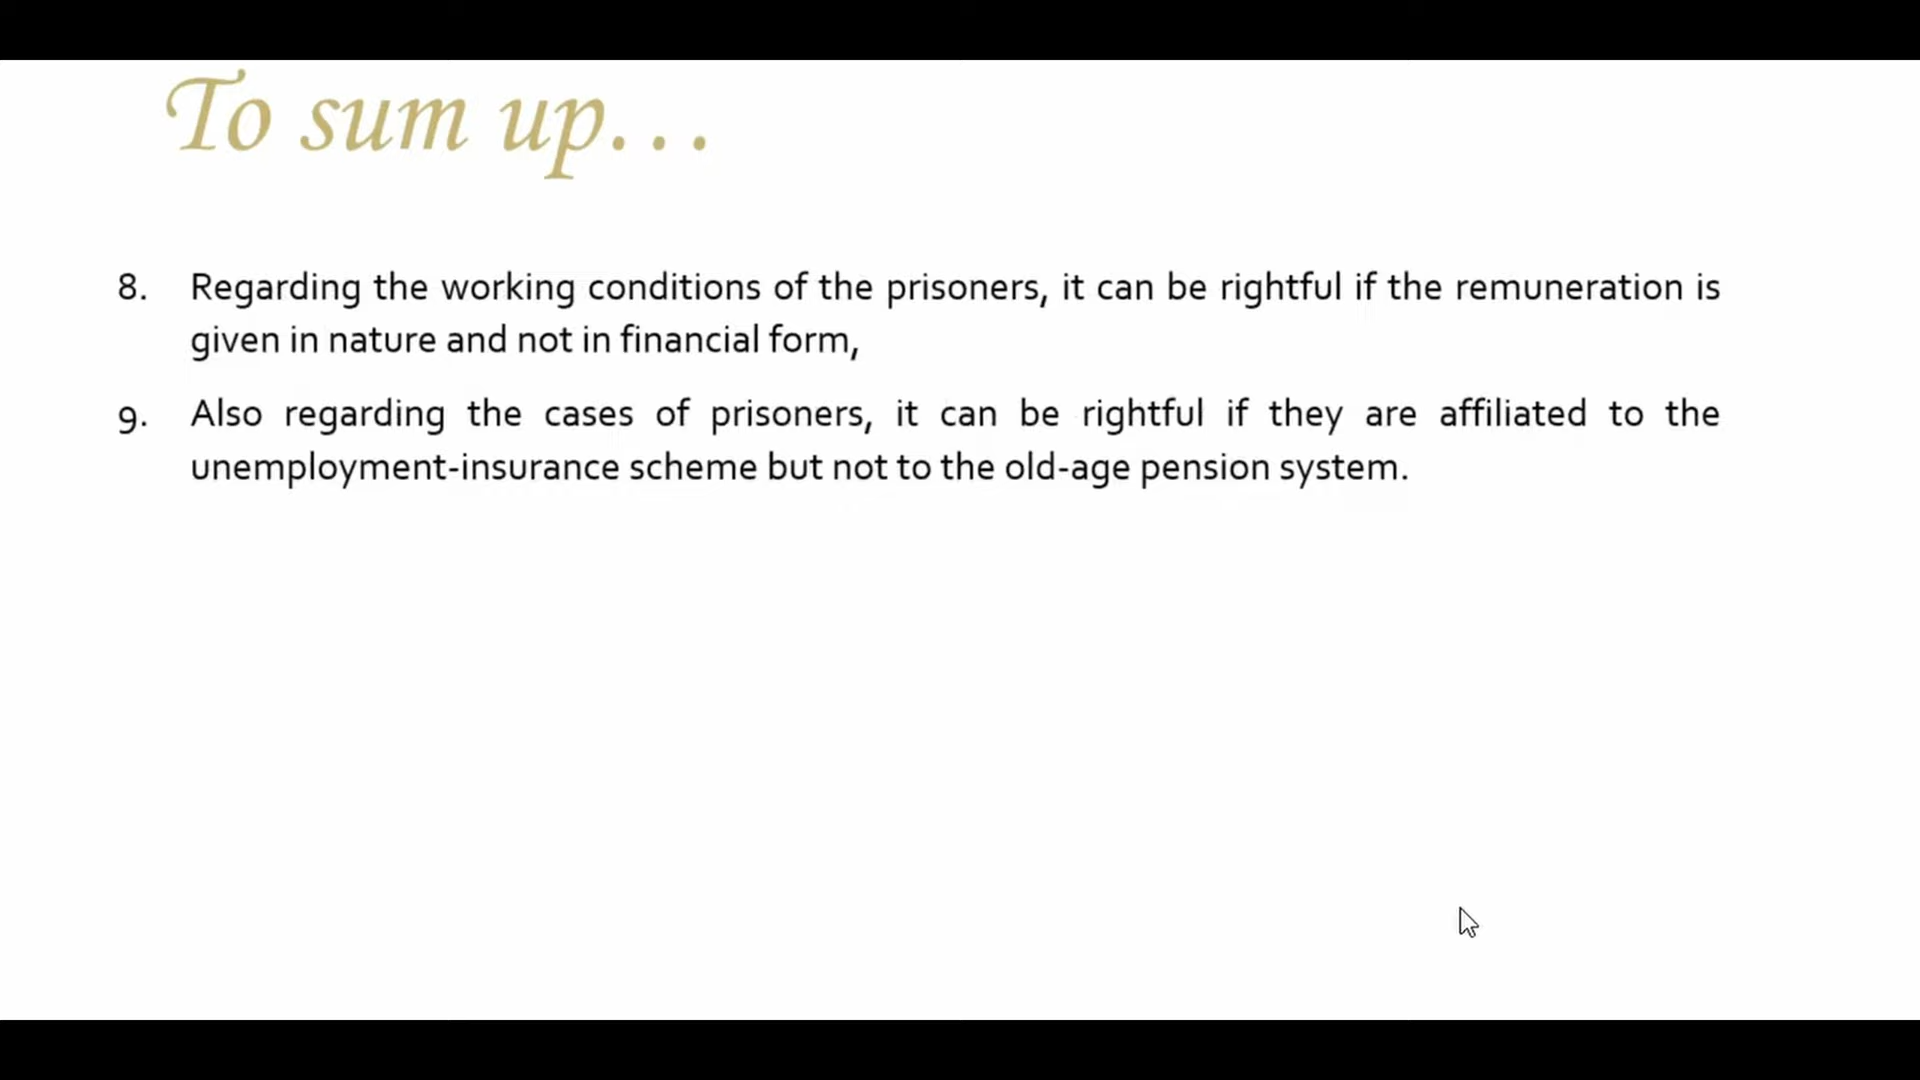 To sum up...
8. Regarding the working conditions of the prisoners, it can be rightful if the remuneration is
given in nature and not in financial form,
9. Also regarding the cases of prisoners, it can be rightful if they are affiliated to the
unemployment-insurance scheme but not to the old-age pension system.